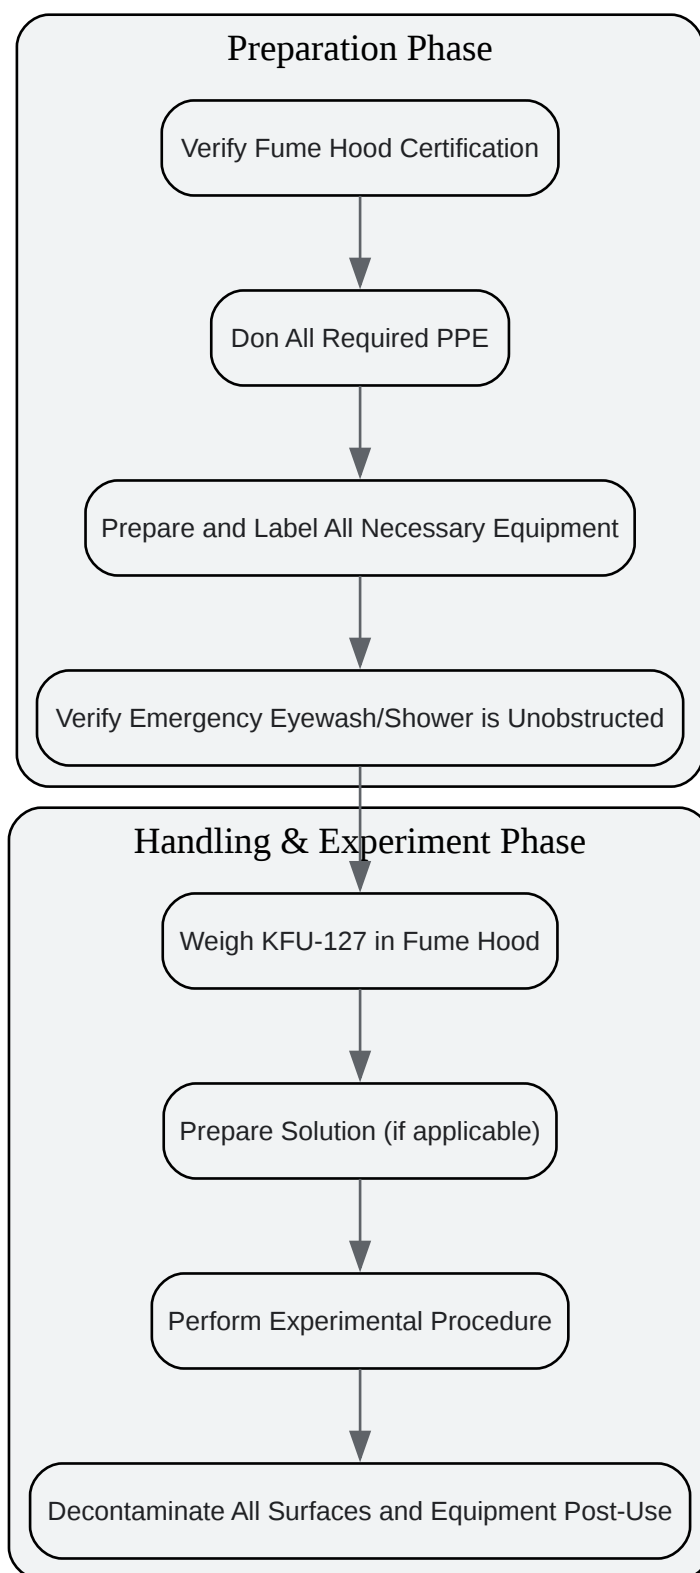 Preparation Phase
Verify Fume Hood Certification
Don All Required PPE
Prepare and Label All Necessary Equipment
Verify Emergency Eyewash/Shower is Unobstructed
Handling & Experiment Phase
Weigh KFU-127 in Fume Hood
Prepare Solution (if applicable)
Perform Experimental Procedure
Decontaminate All Surfaces and Equipment Post-Use